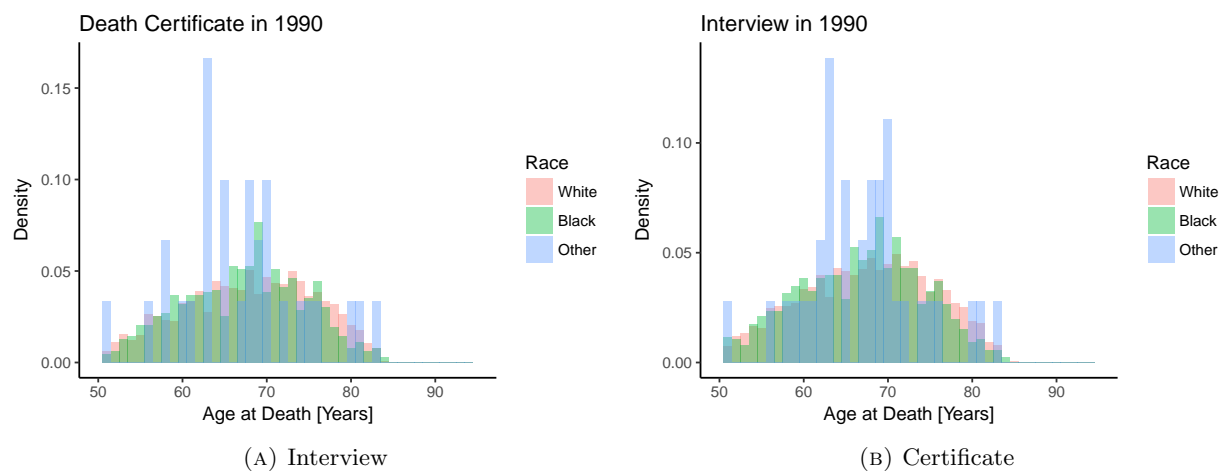 Death Certificate in 1990
0.15
0.10
0.05
0.00
Density
50 60 70 80 90
Age at Death [Years]
Race
White
Black
Other
(A) Interview
Interview in 1990
0.10
0.05
0.00
Density
50 60 70 80 90
Age at Death [Years]
Race
White
Black
Other
(B) Certificate